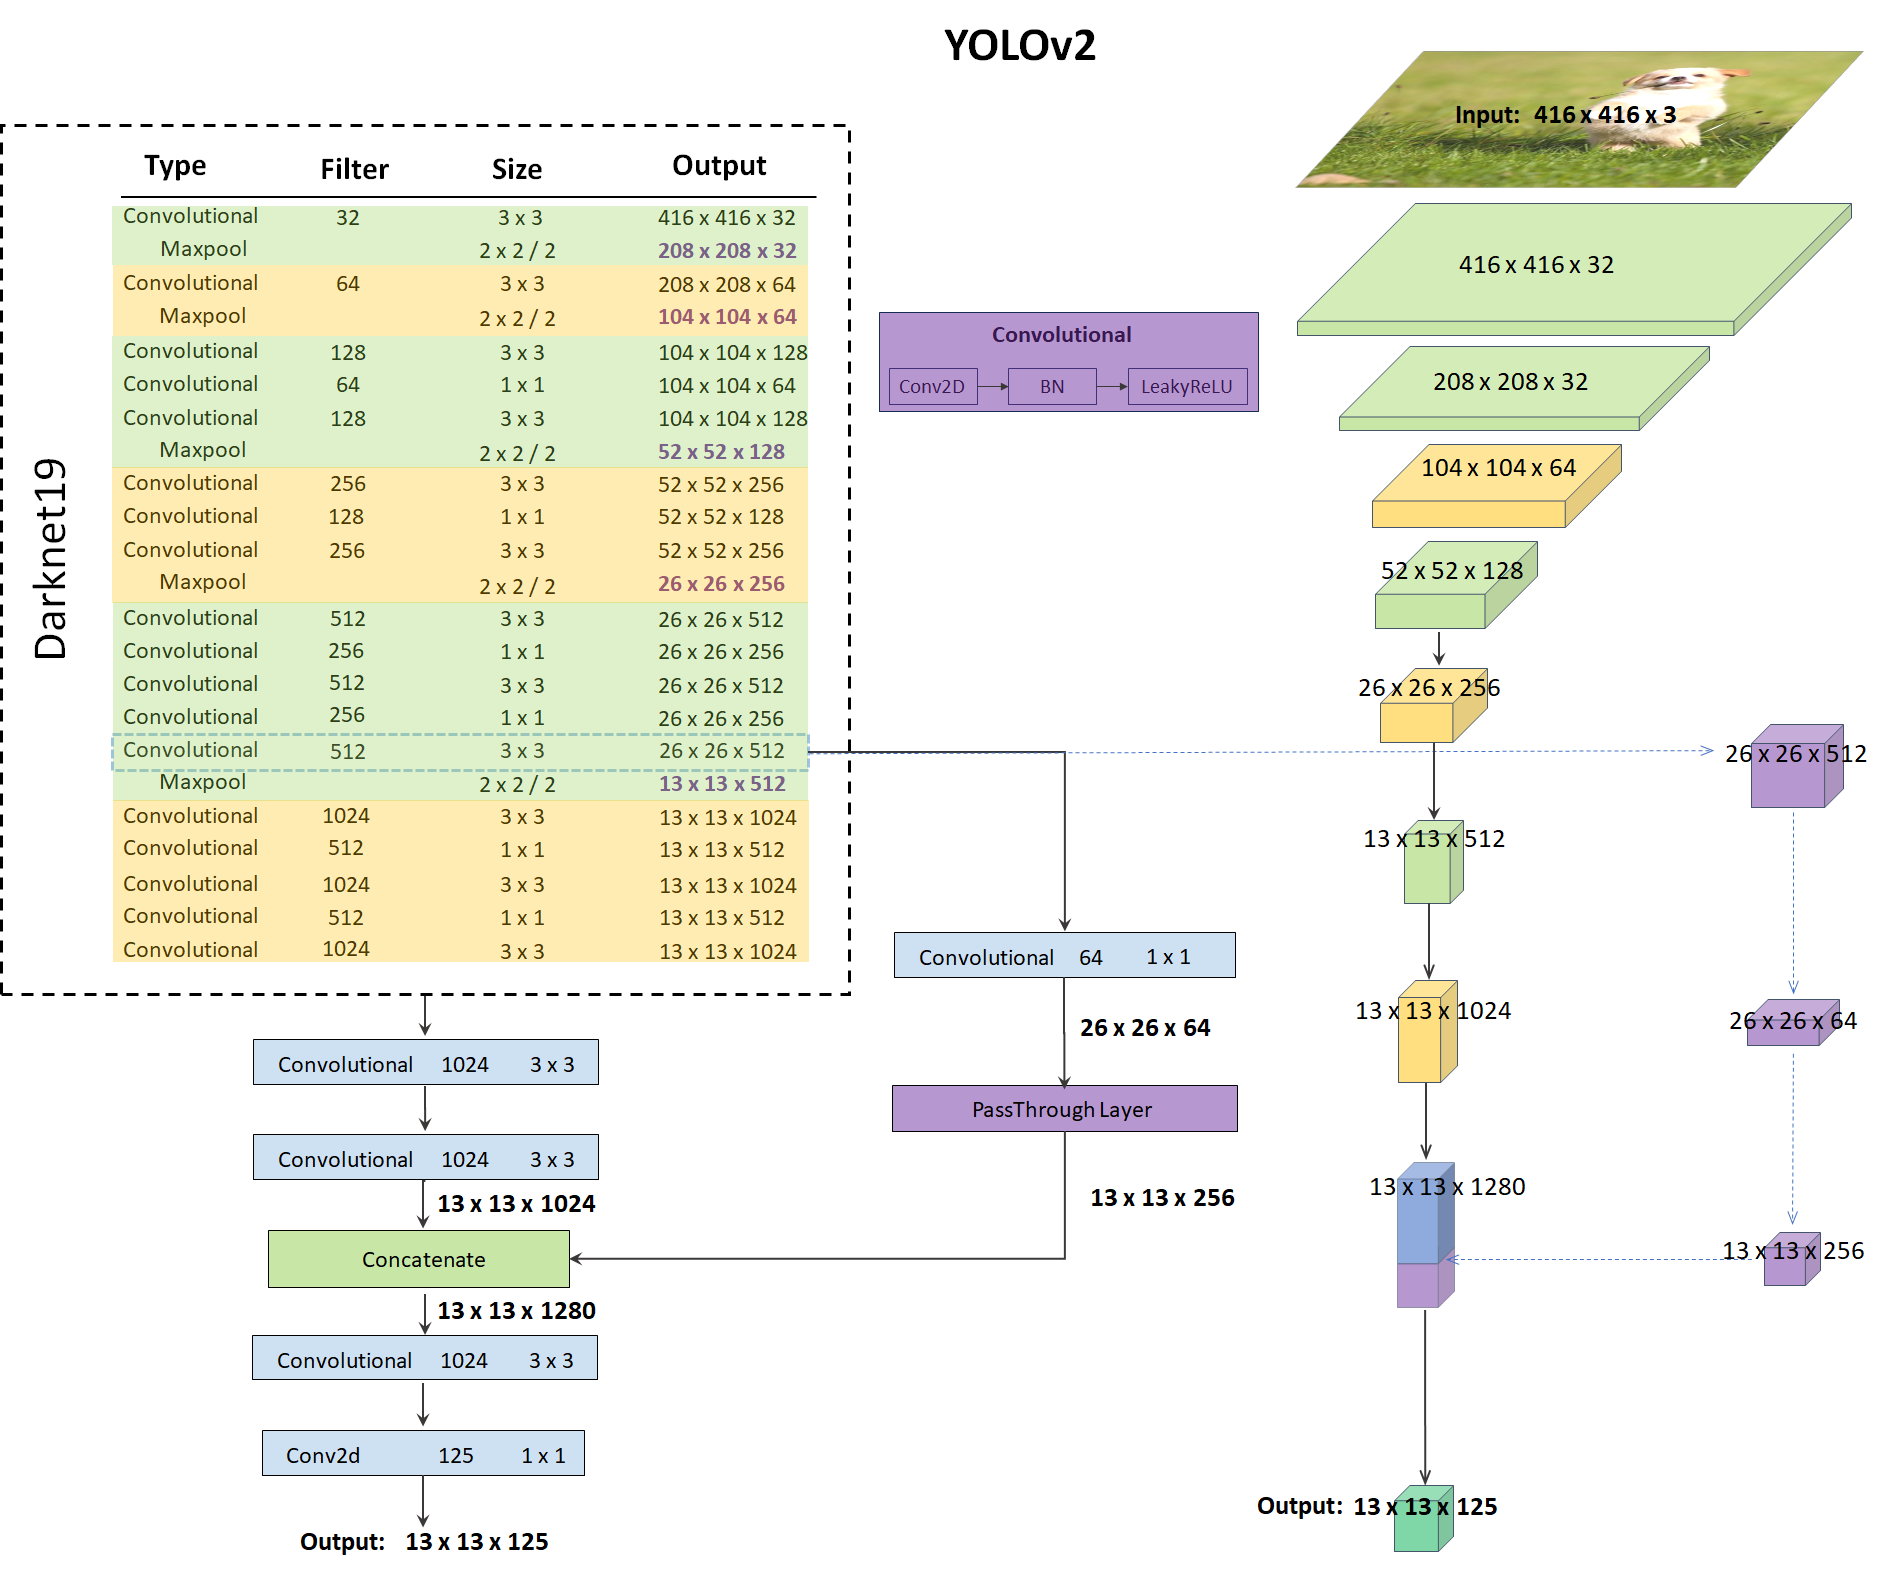 YOLOv2
Darknet19
Type Filter Size Output
Convolutional 32 3 x 3 416 x 416 x 32
Maxpool 2 x 2 / 2 208 x 208 x 32
Convolutional 64 3 x 3 208 x 208 x 64
Maxpool 2 x 2 / 2 104 x 104 x 64
Convolutional 128 3 x 3 104 x 104 x 128
Convolutional 64 1 x 1 104 x 104 x 64
Convolutional 128 3 x 3 104 x 104 x 128
Maxpool 2 x 2 / 2 52 x 52 x 128
Convolutional 256 3 x 3 52 x 52 x 256
Convolutional 128 1 x 1 52 x 52 x 128
Convolutional 256 3 x 3 52 x 52 x 256
Maxpool 2 x 2 / 2 26 x 26 x 256
Convolutional 512 3 x 3 26 x 26 x 512
Convolutional 256 1 x 1 26 x 26 x 256
Convolutional 512 3 x 3 26 x 26 x 512
Convolutional 256 1 x 1 26 x 26 x 256
Convolutional 512 3 x 3 26 x 26 x 512
Maxpool 2 x 2 / 2 13 x 13 x 512
Convolutional 1024 3 x 3 13 x 13 x 1024
Convolutional 512 1 x 1 13 x 13 x 512
Convolutional 1024 3 x 3 13 x 13 x 1024
Convolutional 512 1 x 1 13 x 13 x 512
Convolutional 1024 3 x 3 13 x 13 x 1024
Convolutional 1024 3 x 3
Convolutional 1024 3 x 3
13 x 13 x 1024
Concatenate
13 x 13 x 1280
Convolutional 1024 3 x 3
Conv2d 125 1 x 1
Output: 13 x 13 x 125
Convolutional
Conv2D BN LeakyReLU
Convolutional 64 1 x 1
26 x 26 x 64
PassThrough Layer
13 x 13 x 256
Input: 416 x 416 x 3
416 x 416 x 32
208 x 208 x 32
104 x 104 x 64
52 x 52 x 128
26 x 26 x 256
26 x 26 x 512
13 x 13 x 512
13 x 13 x 1024
26 x 26 x 64
13 x 13 x 1280
13 x 13 x 256
Output: 13 x 13 x 125